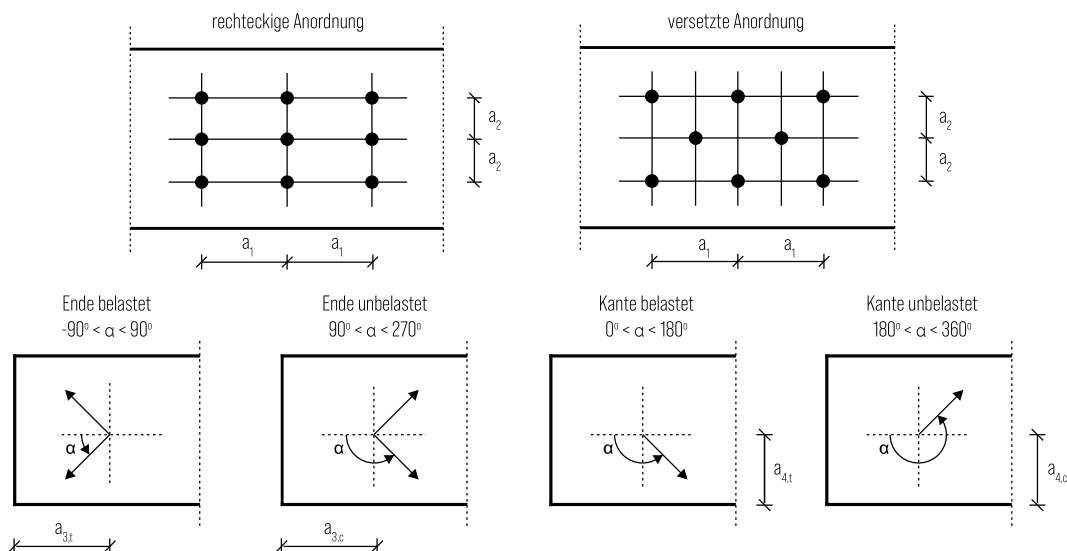 rechteckige Anordnung
versetzte Anordnung
a2
a2
a2
a2
a1
a1
a1
a1
Ende belastet
-90° < α < 90°
Ende unbelastet
90° < α < 270°
Kante belastet
0° < α < 180°
Kante unbelastet
180° < α < 360°
α
α
α
α
a4,t
a4,c
a3,t
a3,c